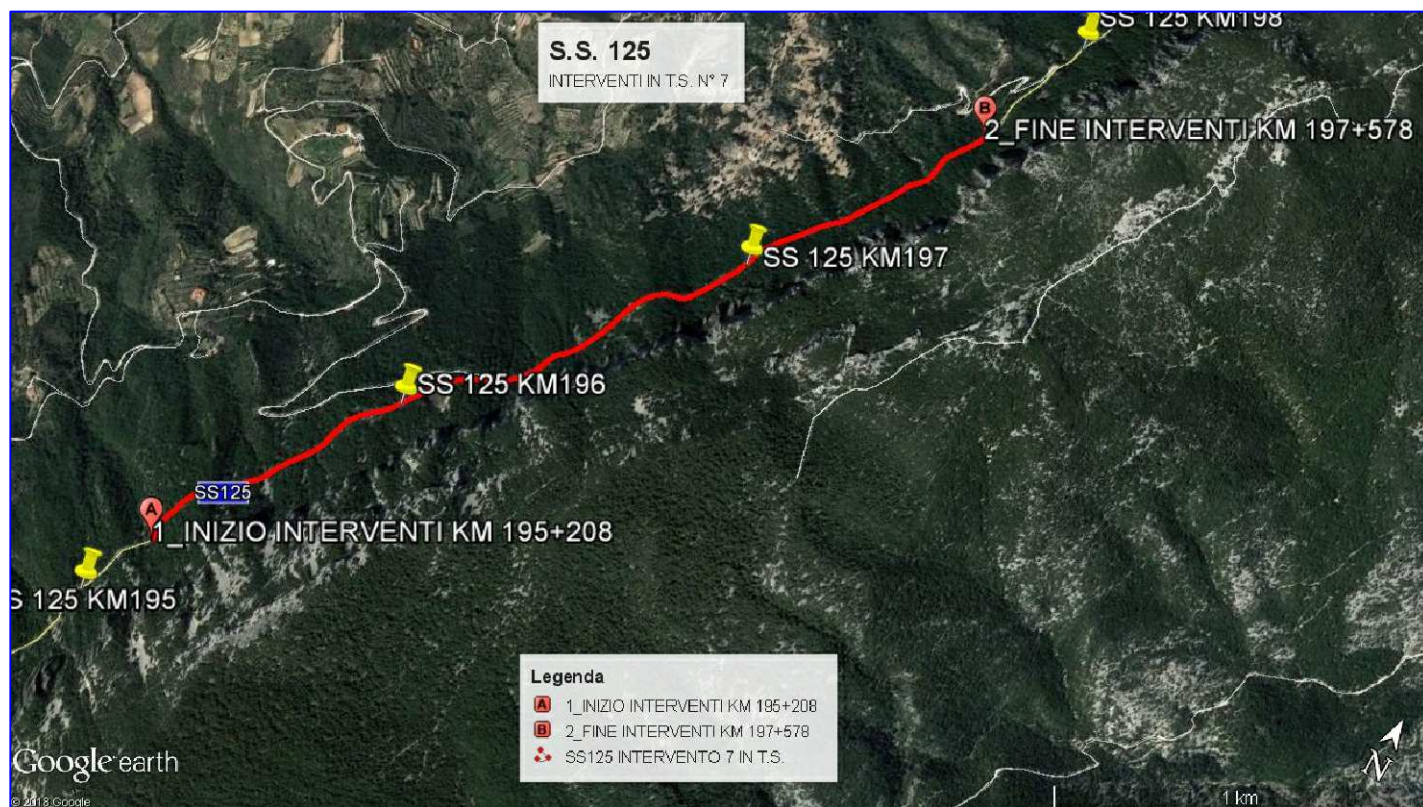 SS 125 KM198
S.S. 125
INTERVENTI IN T.S. N° 7
B
2_FINE INTERVENTI KM 197+578
SS 125 KM197
SS 125 KM196
SS125
A
1_INIZIO INTERVENTI KM 195+208
S 125 KM195
Legenda
A 1_INIZIO INTERVENTI KM 195+208
B 2_FINE INTERVENTI KM 197+578
SS125 INTERVENTO 7 IN T.S.
Google earth
© 2018 Google
N
1 km